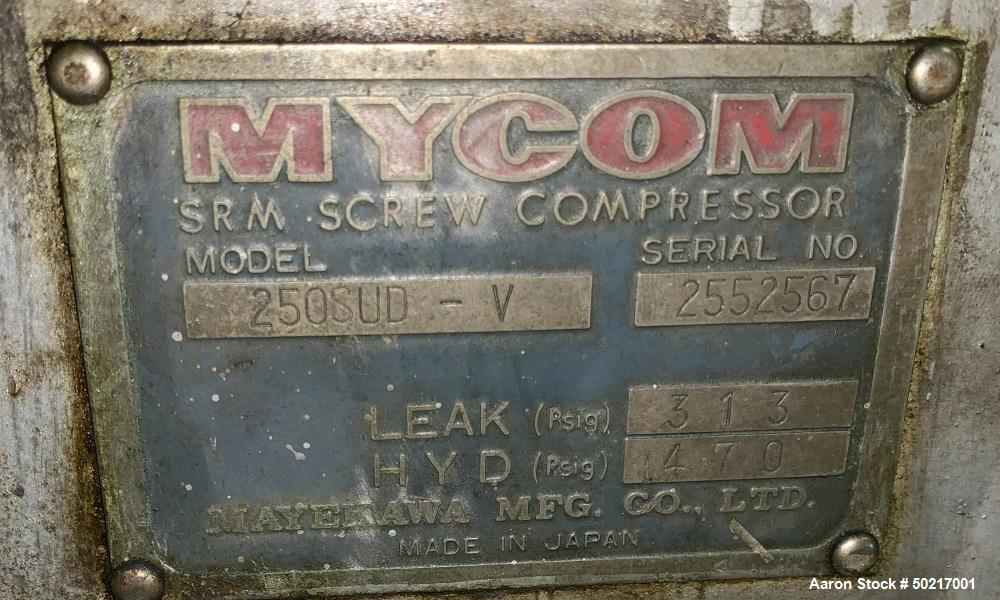 MYCOM
SRM SCREW COMPRESSOR
MODEL SERIAL NO.
250SUD - V 2552567
LEAK (Psig) 313
HYD (Psig) 470
MAYEKAWA MFG. CO., LTD.
MADE IN JAPAN
Aaron Stock # 50217001